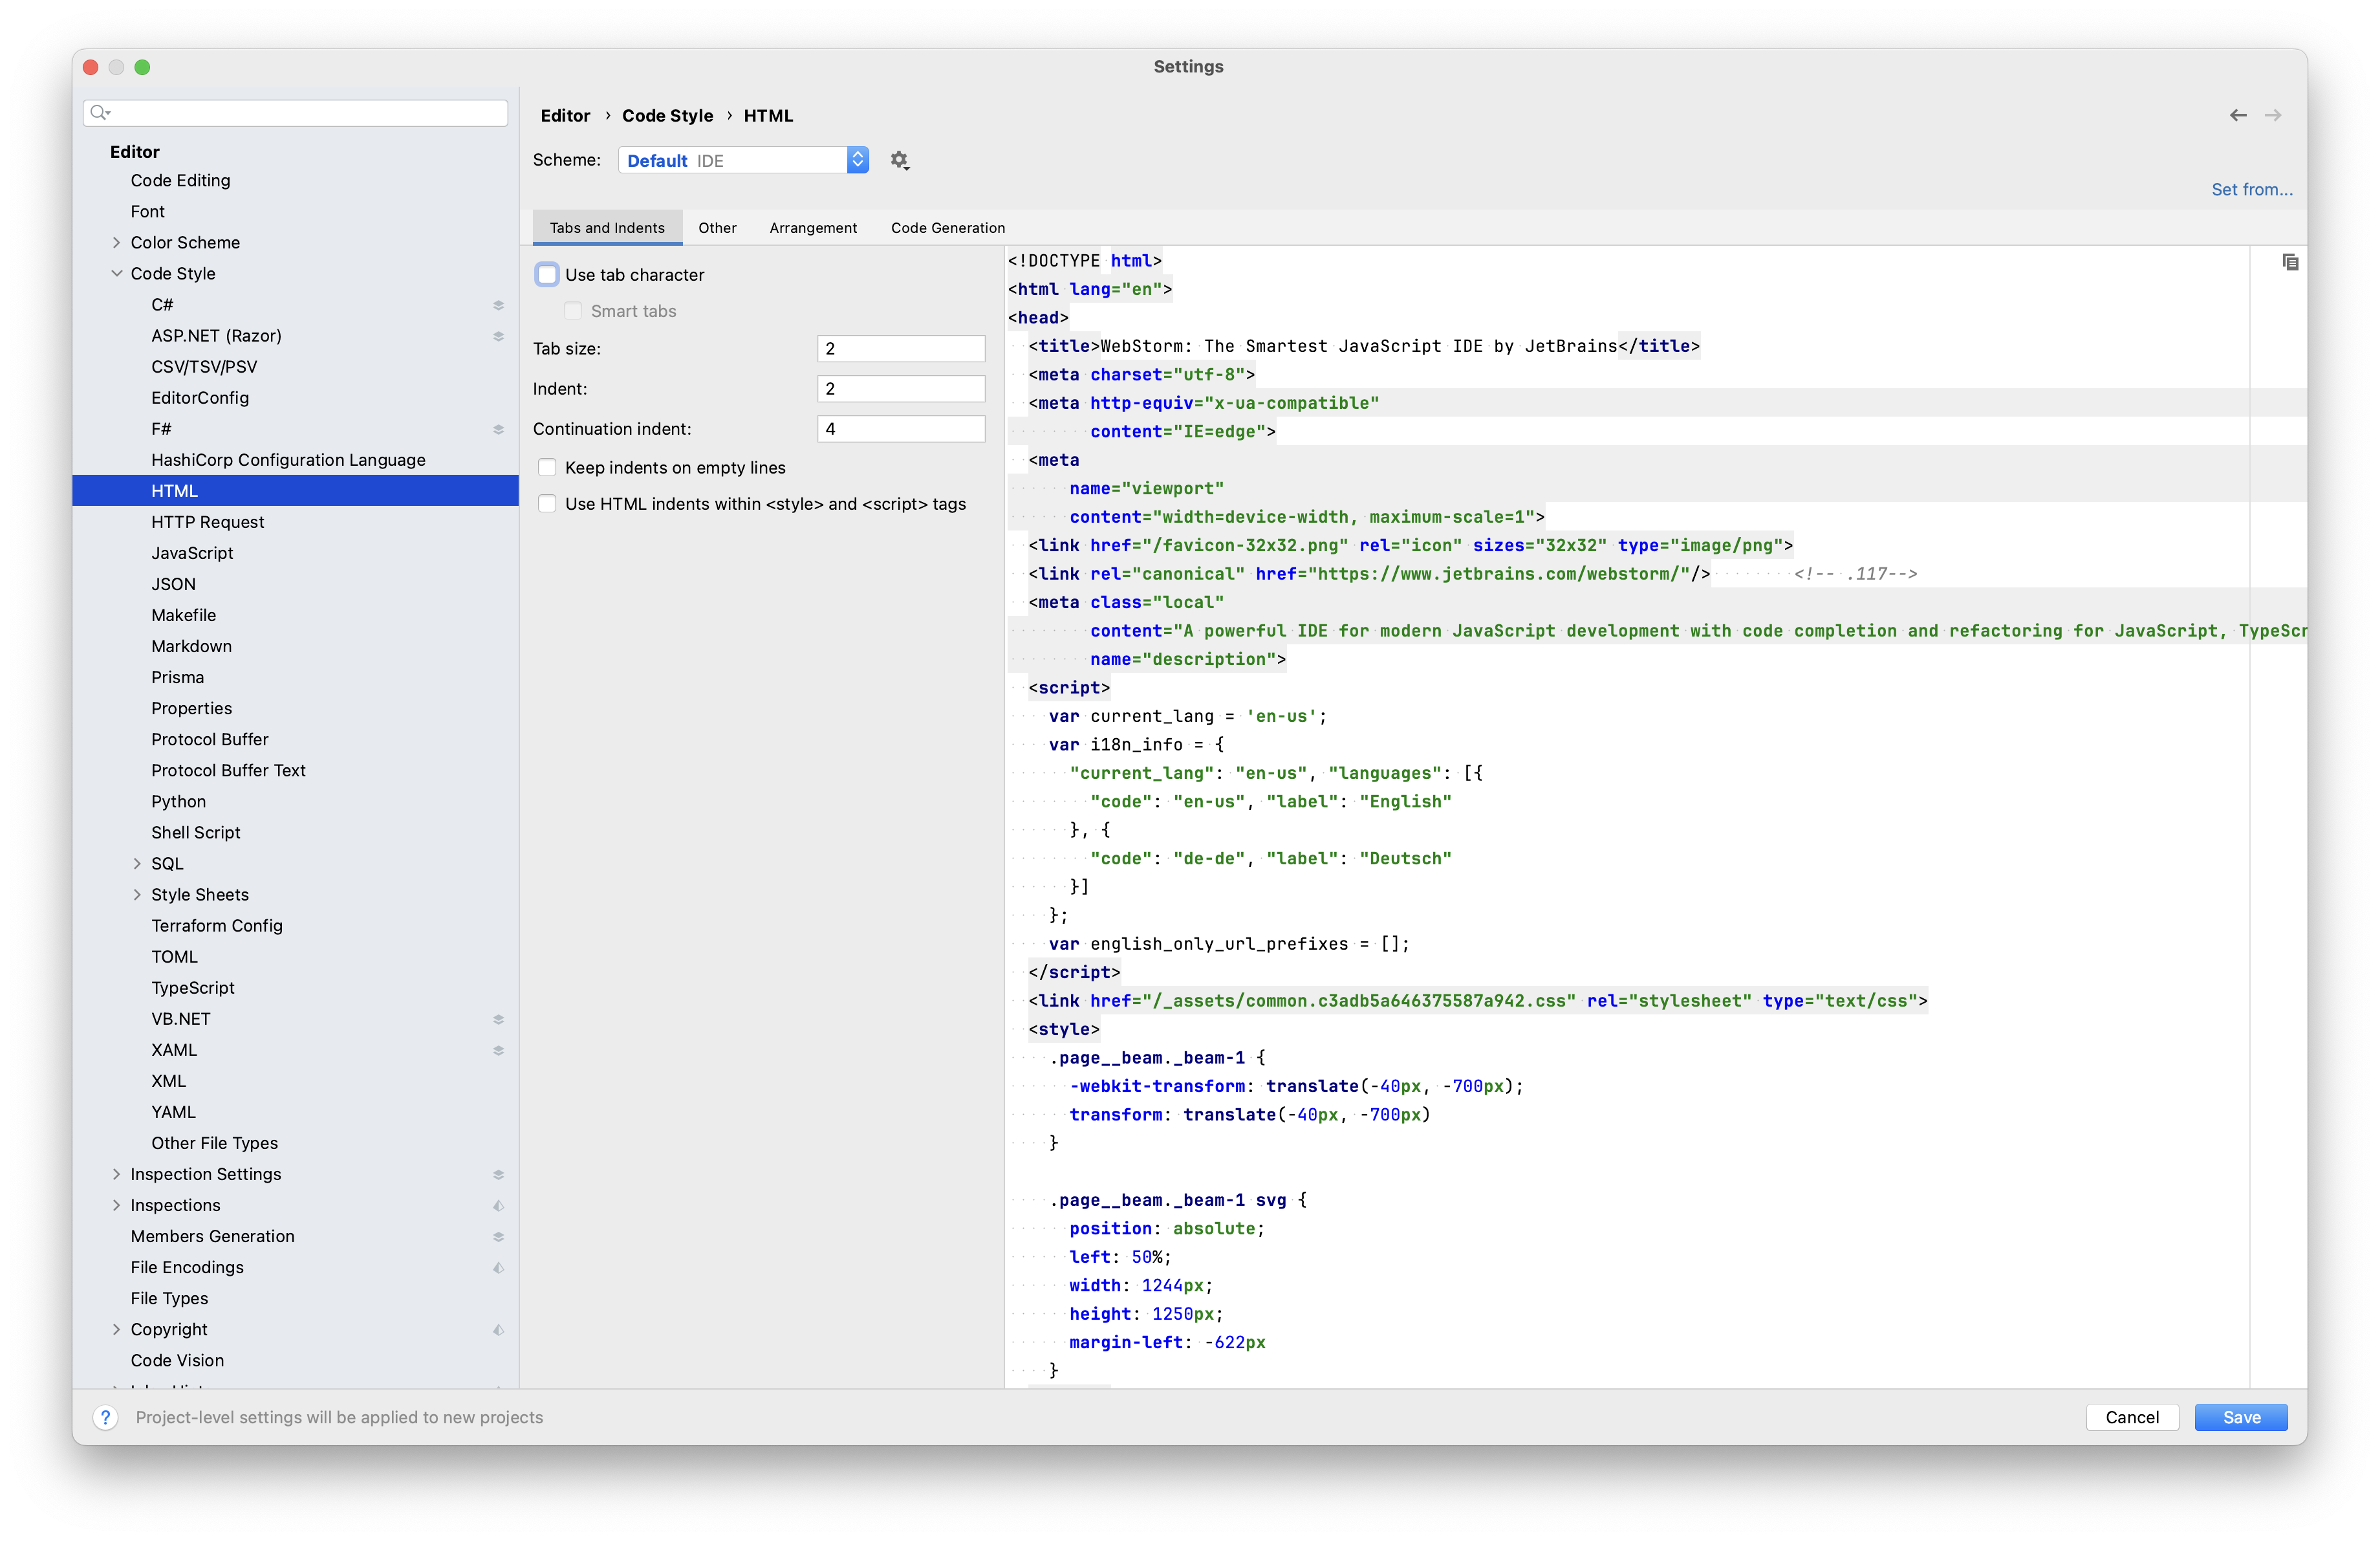 Settings
Editor
Code Editing
Font
Color Scheme
Code Style
C#
ASP.NET (Razor)
CSV/TSV/PSV
EditorConfig
F#
HashiCorp Configuration Language
HTML
HTTP Request
JavaScript
JSON
Makefile
Markdown
Prisma
Properties
Protocol Buffer
Protocol Buffer Text
Python
Shell Script
SQL
Style Sheets
Terraform Config
TOML
TypeScript
VB.NET
XAML
XML
YAML
Other File Types
Inspection Settings
Inspections
Members Generation
File Encodings
File Types
Copyright
Code Vision
Editor › Code Style › HTML
Scheme: Default IDE
Set from...
Tabs and Indents Other Arrangement Code Generation
Use tab character
Smart tabs
Tab size: 2
Indent: 2
Continuation indent: 4
Keep indents on empty lines
Use HTML indents within <style> and <script> tags
<!DOCTYPE html>
<html lang="en">
<head>
<title>WebStorm: The Smartest JavaScript IDE by JetBrains</title>
<meta charset="utf-8">
<meta http-equiv="x-ua-compatible"
content="IE=edge">
<meta
name="viewport"
content="width=device-width, maximum-scale=1">
<link href="/favicon-32x32.png" rel="icon" sizes="32x32" type="image/png">
<link rel="canonical" href="https://www.jetbrains.com/webstorm/"/> <!-- .117-->
<meta class="local"
content="A powerful IDE for modern JavaScript development with code completion and refactoring for JavaScript, TypeScr
name="description">
<script>
var current_lang = 'en-us';
var i18n_info = {
"current_lang": "en-us", "languages": [{
"code": "en-us", "label": "English"
}, {
"code": "de-de", "label": "Deutsch"
}]
};
var english_only_url_prefixes = [];
</script>
<link href="/_assets/common.c3adb5a646375587a942.css" rel="stylesheet" type="text/css">
<style>
.page__beam._beam-1 {
-webkit-transform: translate(-40px, -700px);
transform: translate(-40px, -700px)
}
.page__beam._beam-1 svg {
position: absolute;
left: 50%;
width: 1244px;
height: 1250px;
margin-left: -622px
}
? Project-level settings will be applied to new projects
Cancel Save